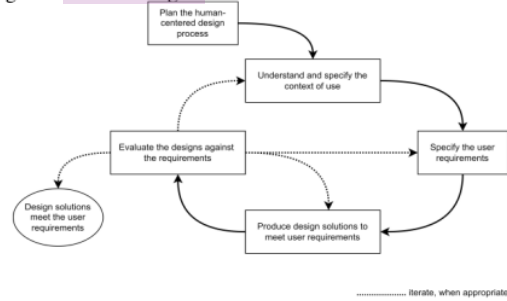 Plan the human-
centered design
process
Understand and specify the
context of use
Evaluate the designs against
the requirements
Specify the user
requirements
Design solutions
meet the user
requirements
Produce design solutions to
meet user requirements
iterate, when appropriate